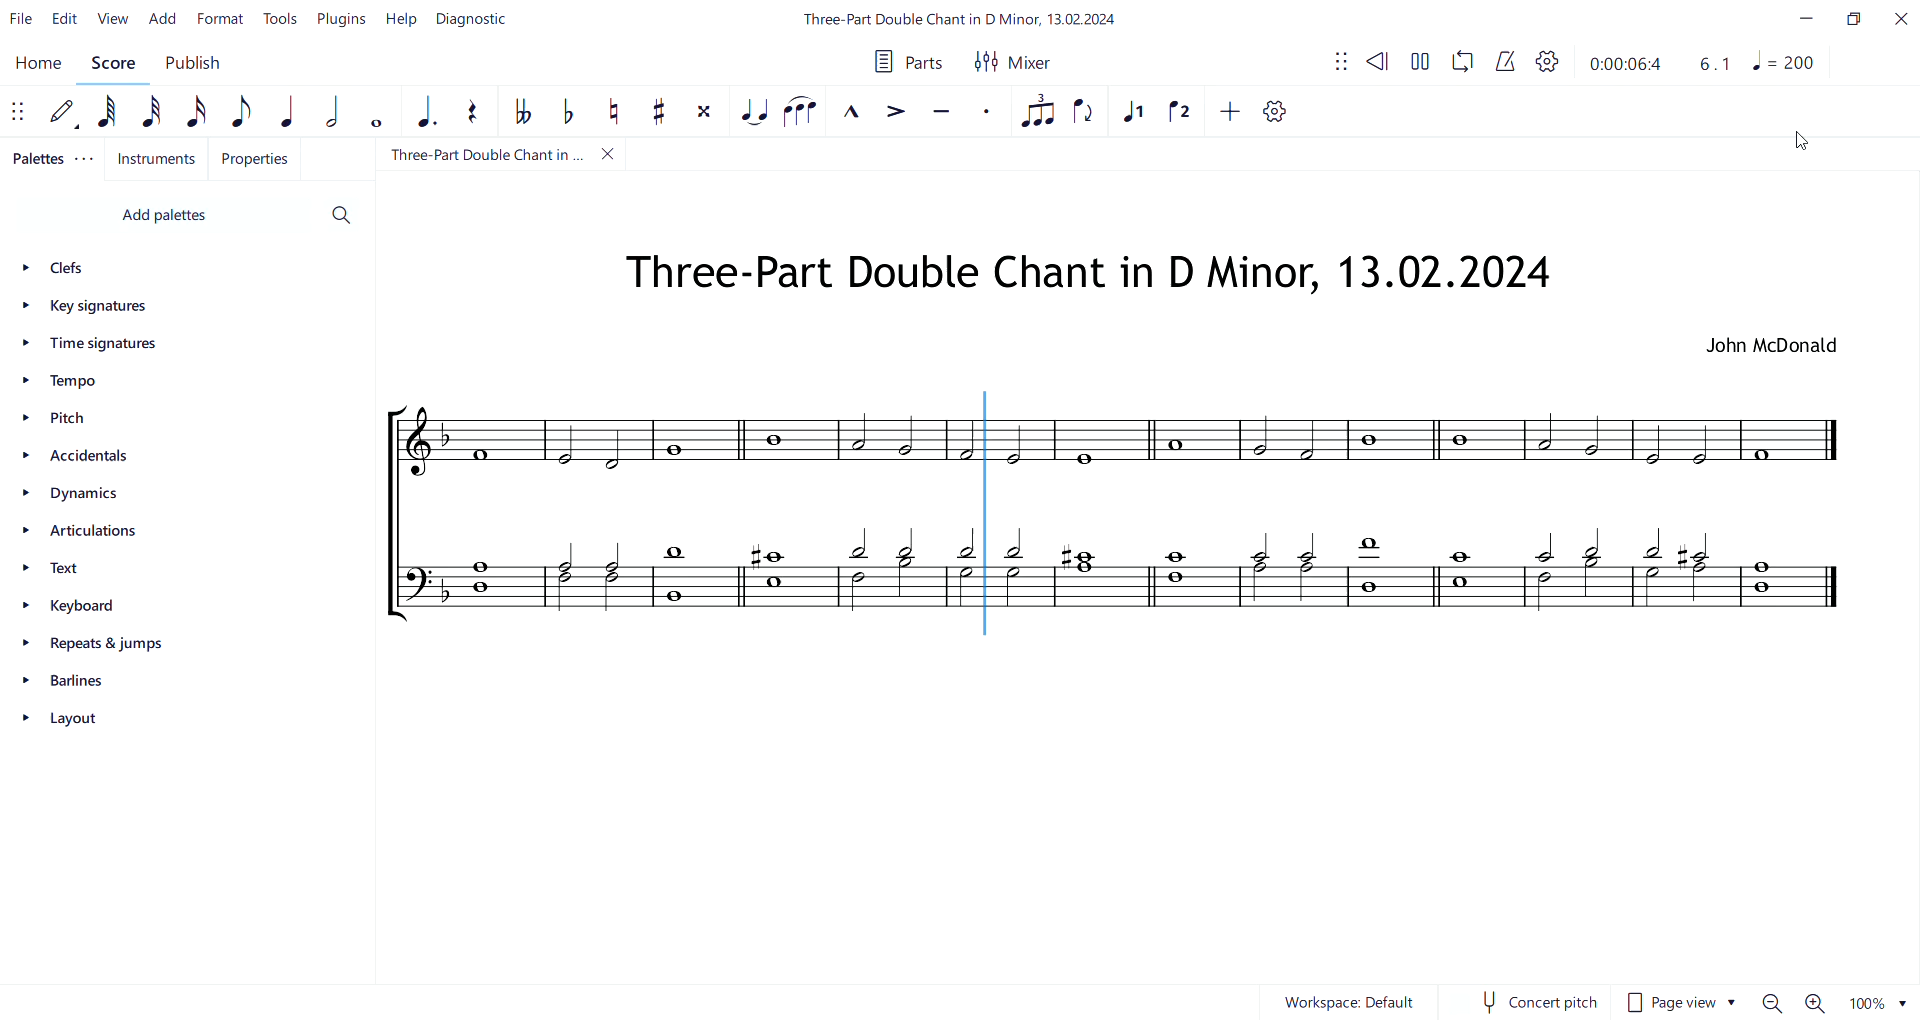 File Edit View Add Format Tools Plugins Help Diagnostic
Three-Part Double Chant in D Minor, 13.02.2024
Home Score Publish
Parts Mixer
0:00:06:4 6 . 1 = 200
3
1 2
Palettes ··· Instruments Properties
Three-Part Double Chant in ...
Add palettes
Clefs
Key signatures
Time signatures
Tempo
Pitch
Accidentals
Dynamics
Articulations
Text
Keyboard
Repeats & jumps
Barlines
Layout
Three-Part Double Chant in D Minor, 13.02.2024
John McDonald
Workspace: Default Concert pitch Page view 100%